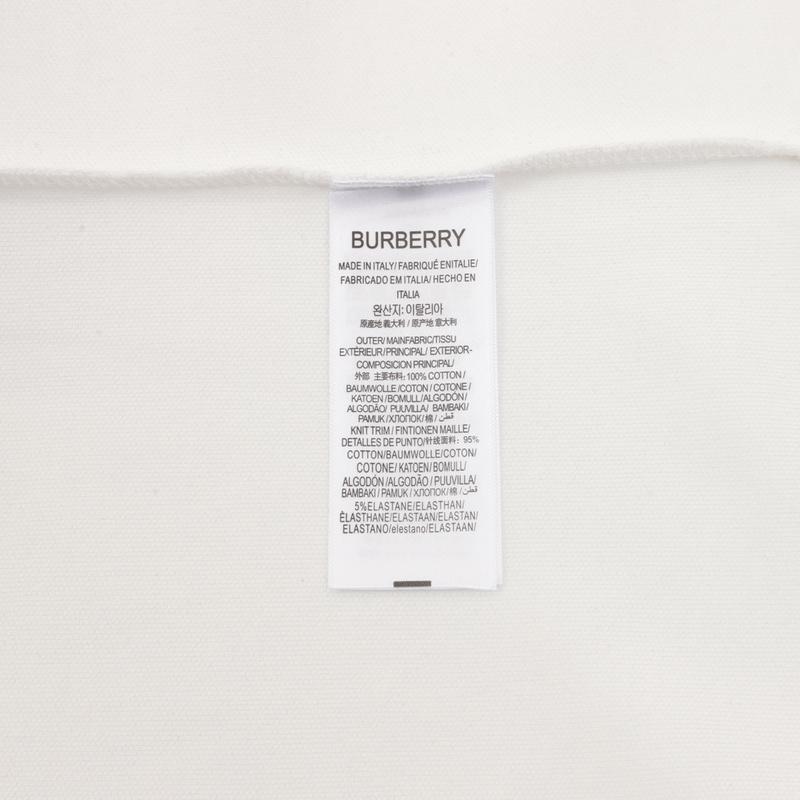 BURBERRY
MADE IN ITALY/ FABRIQUÉ ENITALIE/
FABRICADO EM ITALIA/ HECHO EN
ITALIA
완산지: 이탈리아
原產地 義大利 / 原产地 意大利
OUTER/ MAINFABRIC/TISSU
EXTÉRIEUR/PRINCIPAL/ EXTERIOR-
COMPOSICION PRINCIPAL/
外部 主要布料: 100% COTTON /
BAUMWOLLE /COTON / COTONE /
KATOEN / BOMULL/ ALGODÓN/
ALGODÃO/ PUUVILLA/ BAMBAKI/
PAMUK /ХЛОПОК/ 棉/ قطن
KNIT TRIM / FINTIONEN MAILLE/
DETALLES DE PUNTO/针线面料: 95%
COTTON/BAUMWOLLE/COTON/
COTONE/ KATOEN/ BOMULL/
ALGODÓN /ALGODÃO / PUUVILLA/
BAMBAKI / PAMUK / ХЛОПОК/ 棉 / قطن
5%ELASTANE/ELASTHAN/
ÊLASTHANE/ELASTAAN/ELASTAN/
ELASTANO/elestano/ELASTAAN/